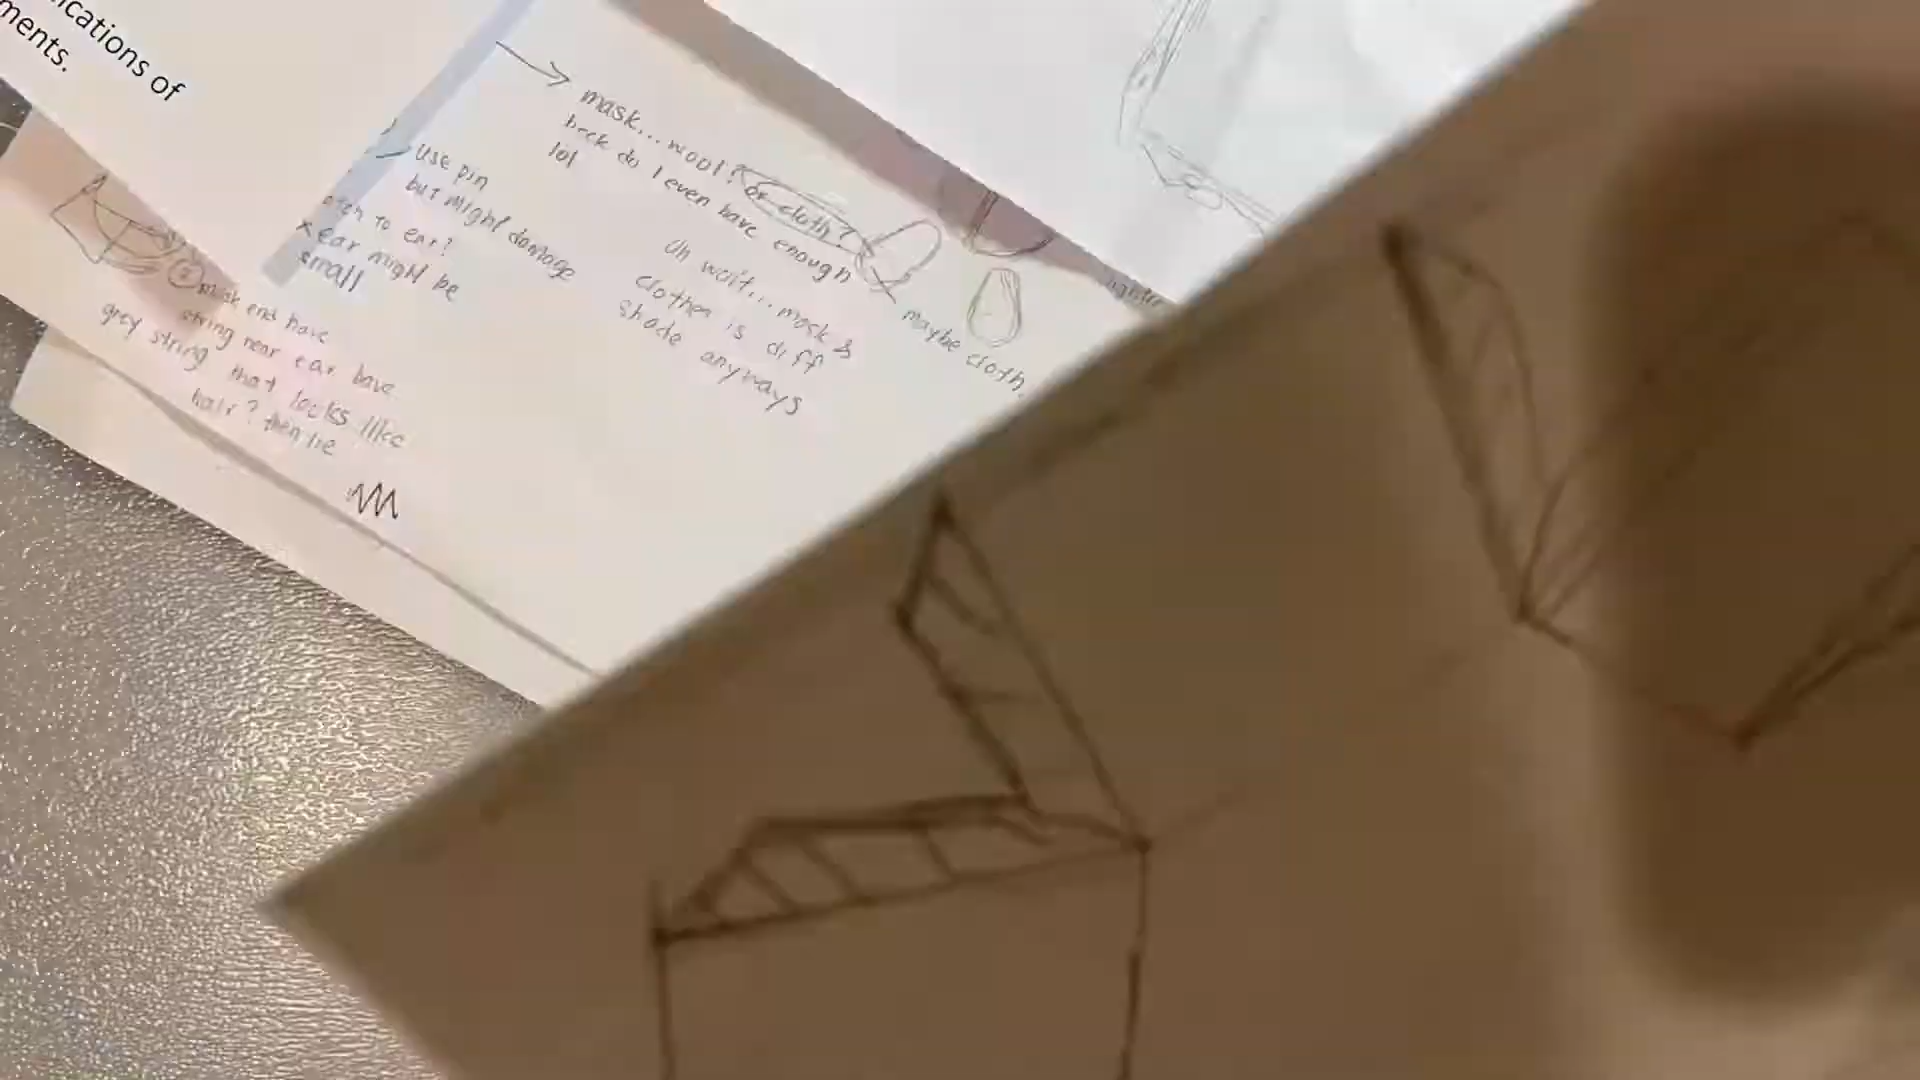 ications of
ments.
mask... wool? or cloth?
heck do I even have enough
lol
use pin
but might damage
to ear?
x ear might be
small
Uh wait... mask &
clothes is diff
shade anyways
maybe cloth.
②mask end have
string near ear have
grey string that looks like
hair? then tie